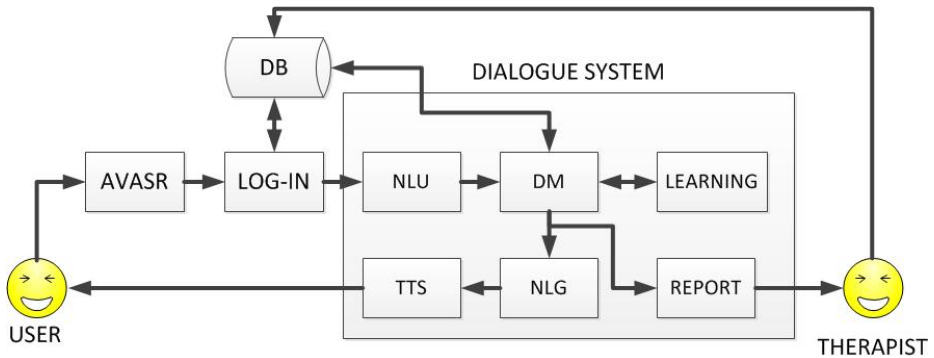 DB
DIALOGUE SYSTEM
AVASR
LOG-IN
NLU
DM
LEARNING
TTS
NLG
REPORT
USER
THERAPIST